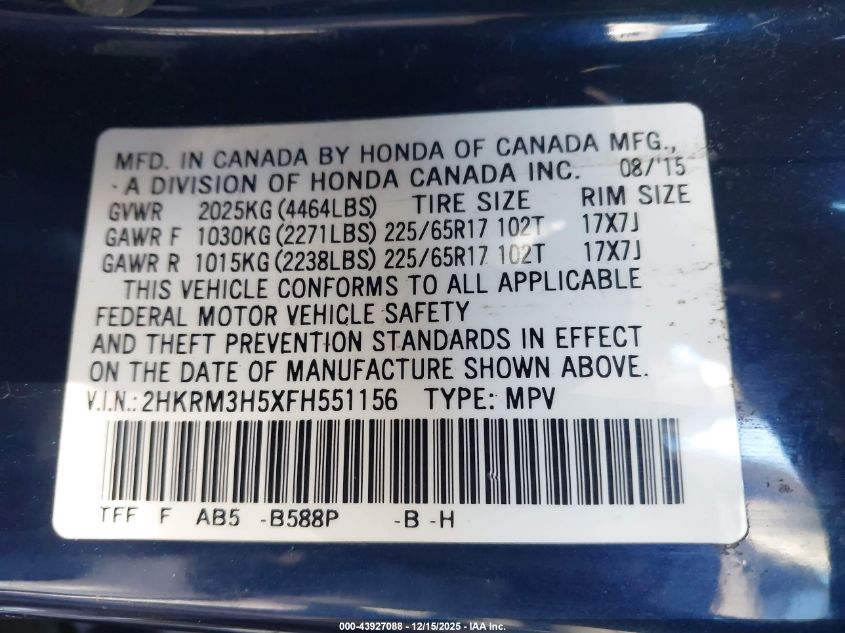 MFD. IN CANADA BY HONDA OF CANADA MFG.,
A DIVISION OF HONDA CANADA INC. 08/'15
GVWR 2025KG (4464LBS) TIRE SIZE RIM SIZE
GAWR F 1030KG (2271LBS) 225/65R17 102T 17X7J
GAWR R 1015KG (2238LBS) 225/65R17 102T 17X7J
THIS VEHICLE CONFORMS TO ALL APPLICABLE
FEDERAL MOTOR VEHICLE SAFETY
AND THEFT PREVENTION STANDARDS IN EFFECT
ON THE DATE OF MANUFACTURE SHOWN ABOVE.
V.I.N.: 2HKRM3H5XFH551156 TYPE: MPV
TFF F AB5 -B588P -B -H
000-43927088 - 12/15/2025 - IAA Inc.